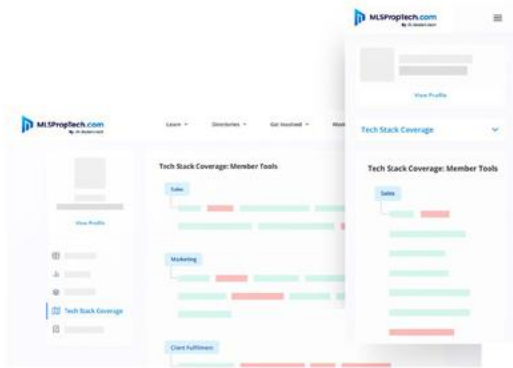 MLSPropTech.com
View Profile
Tech Stack Coverage
Tech Stack Coverage: Member Tools
Sales
MLSPropTech.com
Learn
Directories
Get Involved
View Profile
Tech Stack Coverage
Tech Stack Coverage: Member Tools
Sales
Marketing
Client Fulfillment